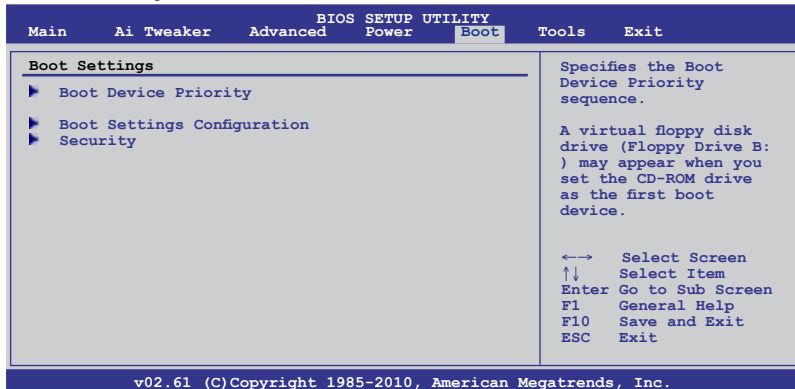 BIOS SETUP UTILITY
Main Ai Tweaker Advanced Power Boot Tools Exit
Boot Settings
Boot Device Priority
Boot Settings Configuration
Security
Specifies the Boot
Device Priority
sequence.
A virtual floppy disk
drive (Floppy Drive B:
) may appear when you
set the CD-ROM drive
as the first boot
device.
←→ Select Screen
↑↓ Select Item
Enter Go to Sub Screen
F1 General Help
F10 Save and Exit
ESC Exit
v02.61 (C)Copyright 1985-2010, American Megatrends, Inc.